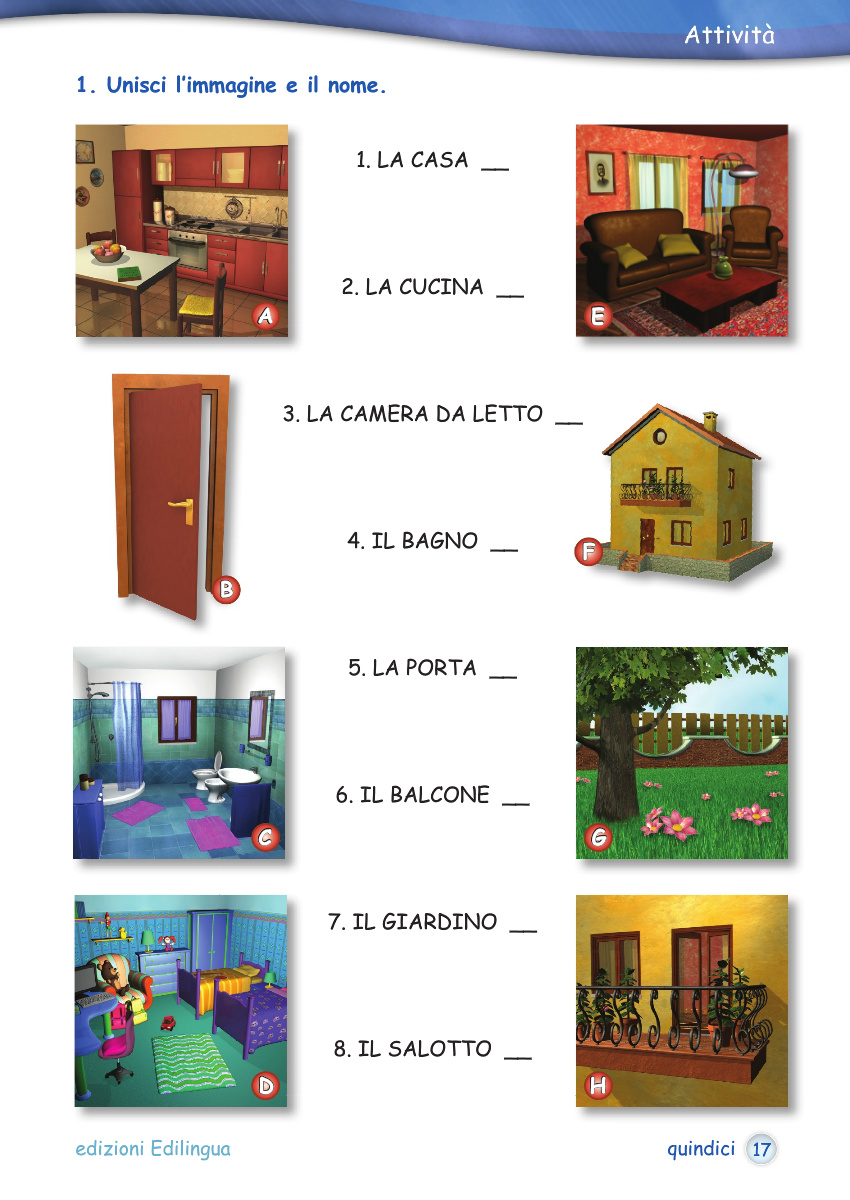 Attività
1. Unisci l'immagine e il nome.
1. LA CASA __
2. LA CUCINA __
3. LA CAMERA DA LETTO __
4. IL BAGNO __
5. LA PORTA __
6. IL BALCONE __
7. IL GIARDINO __
8. IL SALOTTO __
A
B
C
D
E
F
G
H
edizioni Edilingua
quindici 17